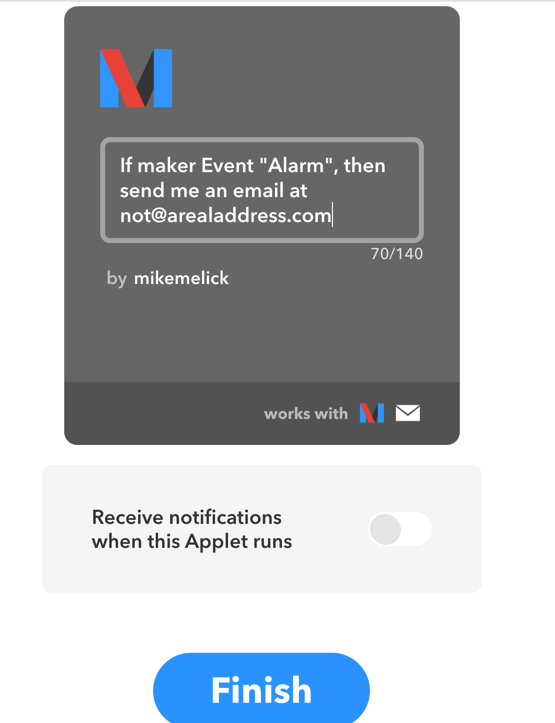 If maker Event "Alarm", then
send me an email at
not@arealaddress.com
70/140
by mikemelick
works with
Receive notifications
when this Applet runs
Finish